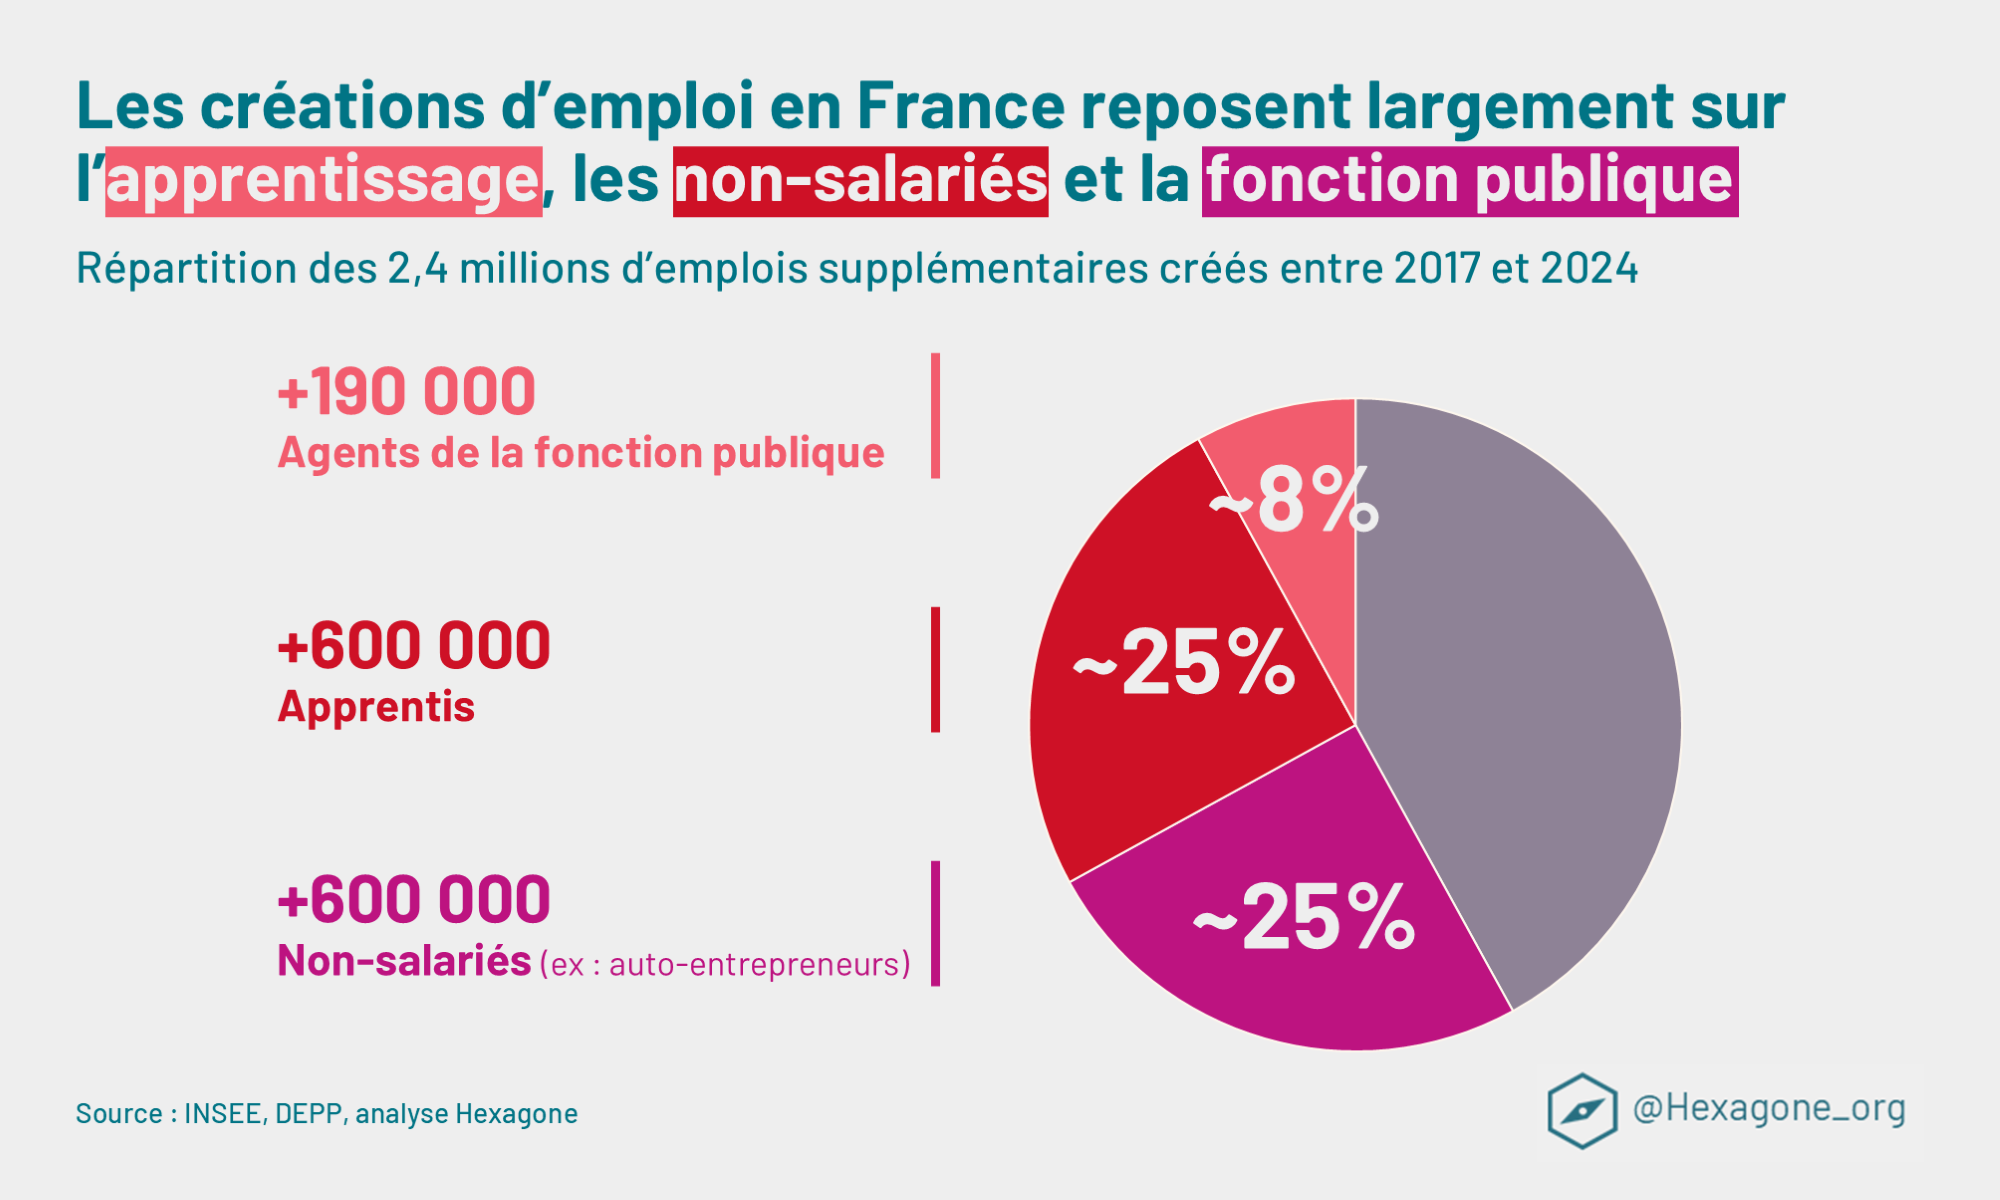 Les créations d’emploi en France reposent largement sur
l’apprentissage, les non-salariés et la fonction publique
Répartition des 2,4 millions d’emplois supplémentaires créés entre 2017 et 2024
+190 000
Agents de la fonction publique
+600 000
Apprentis
+600 000
Non-salariés (ex : auto-entrepreneurs)
~8%
~25%
~25%
Source : INSEE, DEPP, analyse Hexagone
@Hexagone_org